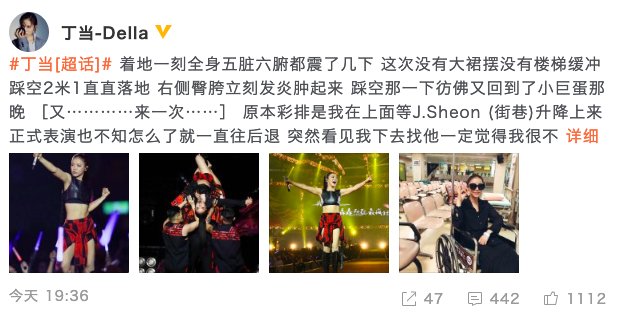 丁当-Della
#丁当[超话]# 着地一刻全身五脏六腑都震了几下 这次没有大裙摆没有楼梯缓冲
踩空2米1直直落地 右侧臀胯立刻发炎肿起来 踩空那一下彷佛又回到了小巨蛋那
晚 [又…………来一次……] 原本彩排是我在上面等J.Sheon (街巷)升降上来
正式表演也不知怎么了就一直往后退 突然看见我下去找他一定觉得我很不 详细
今天 19:36
47 442 1112